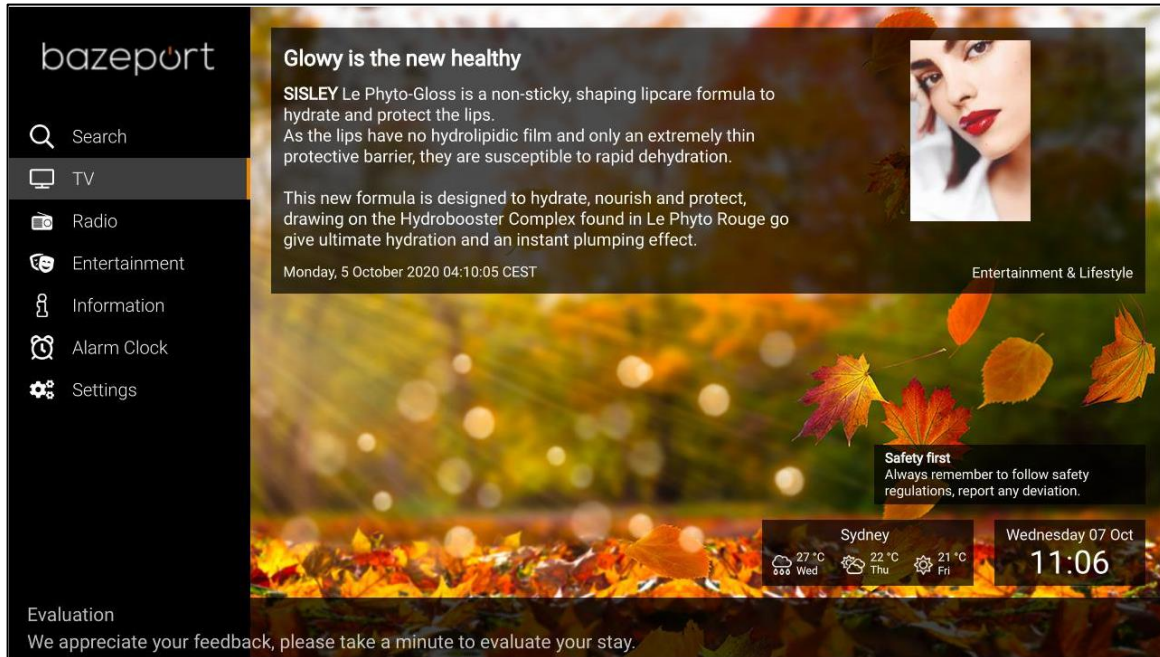 bazeport
Search
TV
Radio
Entertainment
Information
Alarm Clock
Settings
Glowy is the new healthy
SISLEY Le Phyto-Gloss is a non-sticky, shaping lipcare formula to
hydrate and protect the lips.
As the lips have no hydrolipidic film and only an extremely thin
protective barrier, they are susceptible to rapid dehydration.
This new formula is designed to hydrate, nourish and protect,
drawing on the Hydrobooster Complex found in Le Phyto Rouge go
give ultimate hydration and an instant plumping effect.
Monday, 5 October 2020 04:10:05 CEST
Entertainment & Lifestyle
Safety first
Always remember to follow safety
regulations, report any deviation.
Sydney
27 °C
Wed
22 °C
Thu
21 °C
Fri
Wednesday 07 Oct
11:06
Evaluation
We appreciate your feedback, please take a minute to evaluate your stay.